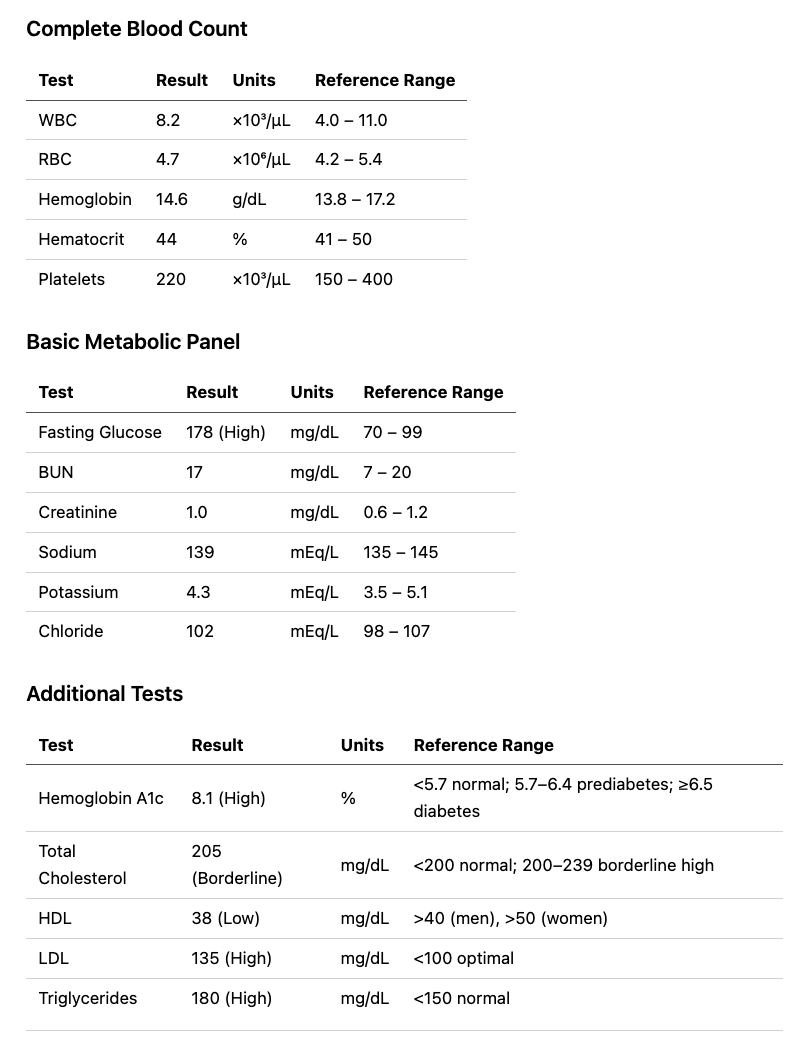 Complete Blood Count
Test Result Units Reference Range
WBC 8.2 ×10³/µL 4.0 – 11.0
RBC 4.7 ×10⁶/µL 4.2 – 5.4
Hemoglobin 14.6 g/dL 13.8 – 17.2
Hematocrit 44 % 41 – 50
Platelets 220 ×10³/µL 150 – 400
Basic Metabolic Panel
Test Result Units Reference Range
Fasting Glucose 178 (High) mg/dL 70 – 99
BUN 17 mg/dL 7 – 20
Creatinine 1.0 mg/dL 0.6 – 1.2
Sodium 139 mEq/L 135 – 145
Potassium 4.3 mEq/L 3.5 – 5.1
Chloride 102 mEq/L 98 – 107
Additional Tests
Test Result Units Reference Range
Hemoglobin A1c 8.1 (High) % <5.7 normal; 5.7–6.4 prediabetes; ≥6.5
diabetes
Total
Cholesterol
205
(Borderline)
mg/dL <200 normal; 200–239 borderline high
HDL 38 (Low) mg/dL >40 (men), >50 (women)
LDL 135 (High) mg/dL <100 optimal
Triglycerides 180 (High) mg/dL <150 normal